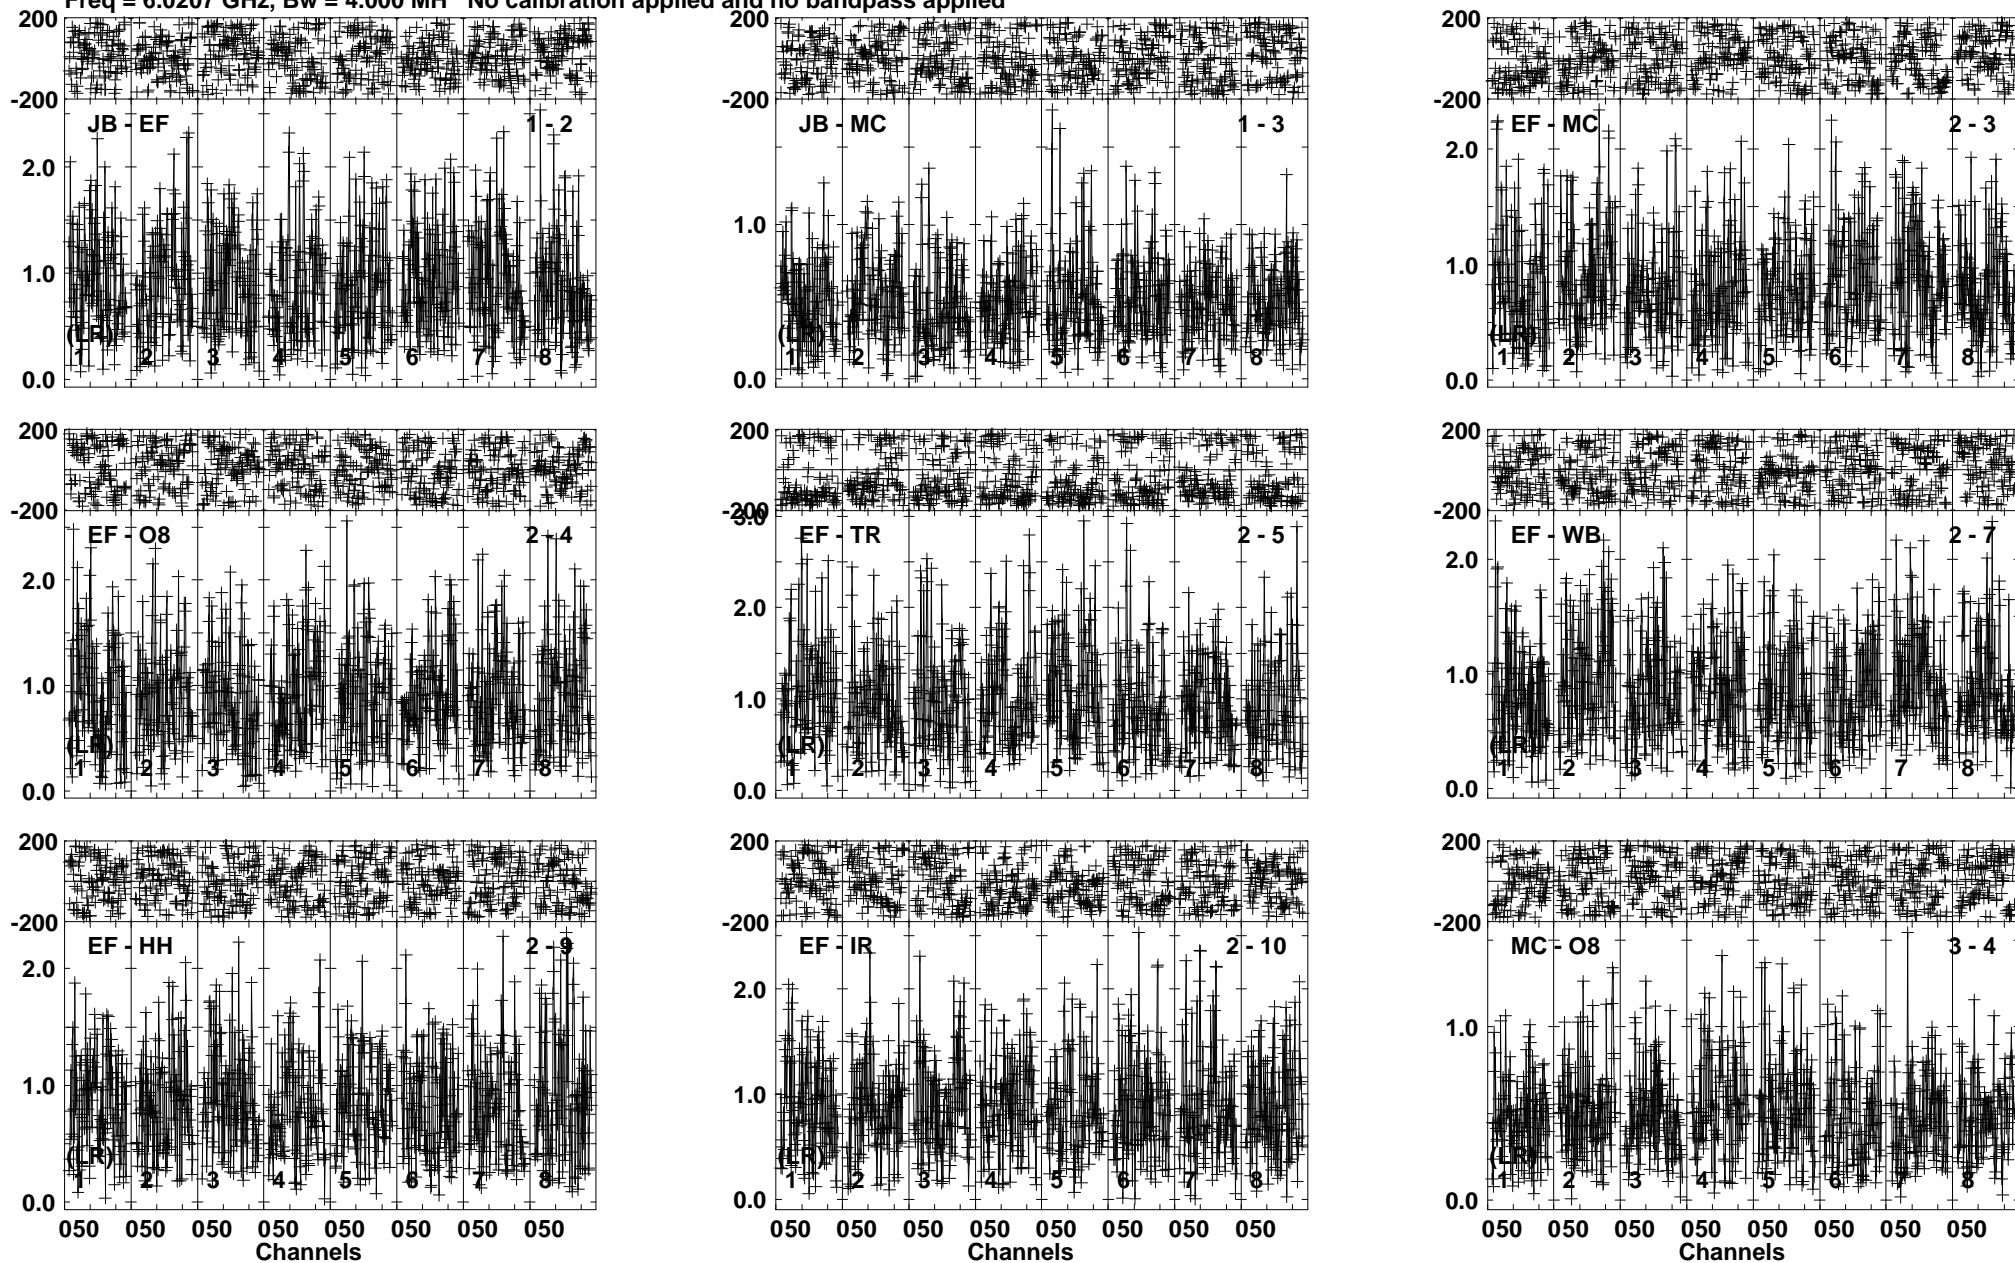 Freq = 6.0207 GHz, Bw = 4.000 MH No calibration applied and no bandpass applied
200 200 200
-200 -200 -200
JB - EF 1 - 2 JB - MC 1 - 3 EF - MC 2 - 3
2.0 2.0
1.0 1.0 1.0
(LR) (LR) (LR)
1 2 3 4 5 6 7 8 1 2 3 4 5 6 7 8 1 2 3 4 5 6 7 8
0.0 0.0 0.0
200 200 200
-200 -200 -200
3.0
EF - O8 2 - 4 EF - TR 2 - 5 EF - WB 2 - 7
2.0 2.0 2.0
1.0 1.0 1.0
(LR) (LR) (LR)
1 2 3 4 5 6 7 8 1 2 3 4 5 6 7 8 1 2 3 4 5 6 7 8
0.0 0.0 0.0
200 200 200
-200 -200 -200
EF - HH 2 - 9 EF - IR 2 - 10 MC - O8 3 - 4
2.0 2.0
1.0 1.0 1.0
(LR) (LR) (LR)
1 2 3 4 5 6 7 8 1 2 3 4 5 6 7 8 1 2 3 4 5 6 7 8
0.0 0.0 0.0
050 050 050 050 050 050 050 050 050 050 050 050 050 050 050 050 050 050 050 050 050 050 050 050
Channels Channels Channels